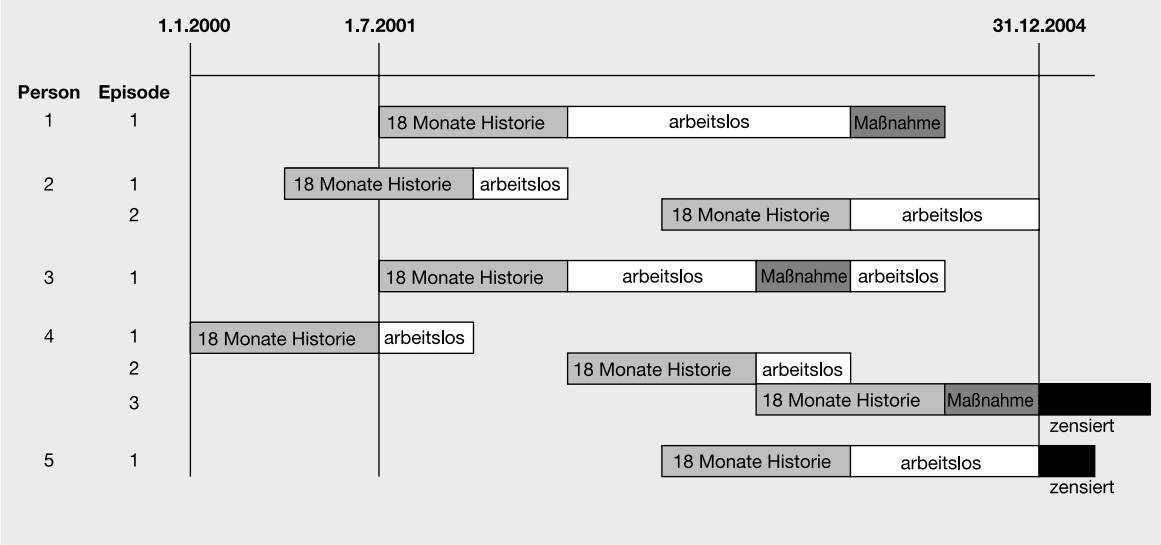 1.1.2000 1.7.2001 31.12.2004
Person Episode
1 1 18 Monate Historie arbeitslos Maßnahme
2 1 18 Monate Historie arbeitslos
2 18 Monate Historie arbeitslos
3 1 18 Monate Historie arbeitslos Maßnahme arbeitslos
4 1 18 Monate Historie arbeitslos
2 18 Monate Historie arbeitslos
3 18 Monate Historie Maßnahme
zensiert
5 1 18 Monate Historie arbeitslos
zensiert